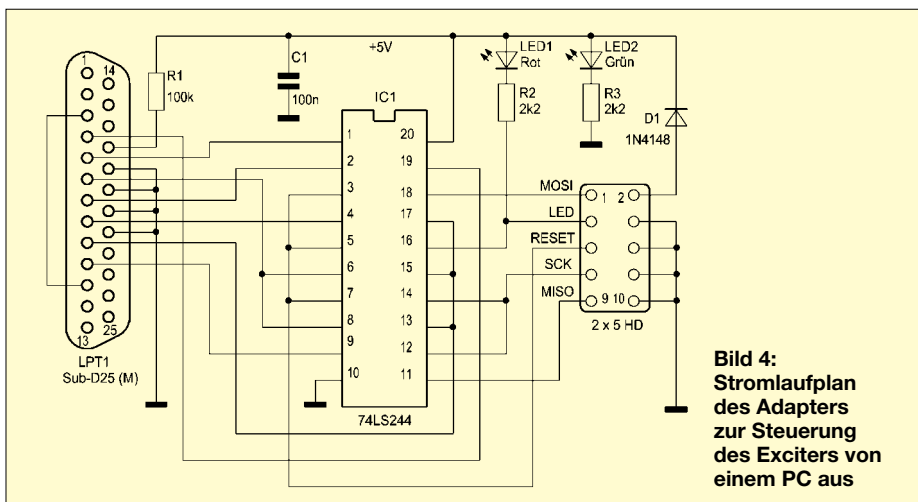 1
14
13
25
LPT1
Sub-D25 (M)
R1
100k
C1
100n
+5V
IC1
1
2
3
4
5
6
7
8
9
10
20
19
18
17
16
15
14
13
12
11
74LS244
LED1
Rot
R2
2k2
LED2
Grün
R3
2k2
D1
1N4148
MOSI
LED
RESET
SCK
MISO
1 2
9 10
2 x 5 HD
Bild 4:
Stromlaufplan
des Adapters
zur Steuerung
des Exciters von
einem PC aus